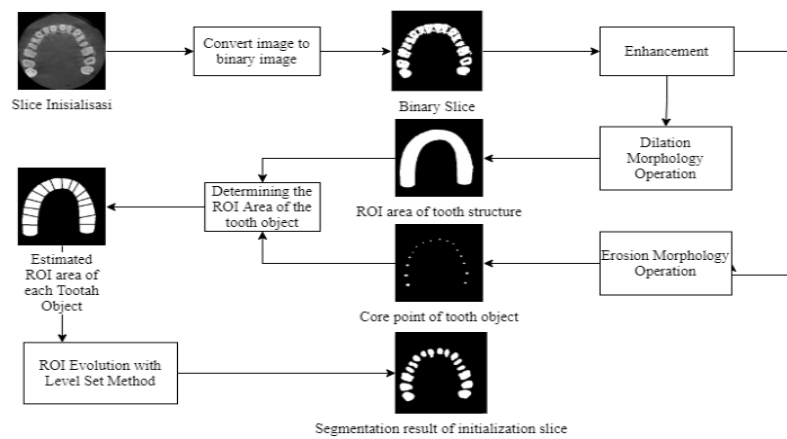 Convert image to
binary image
Enhancement
Slice Inisialisasi
Binary Slice
Dilation
Morphology
Operation
Determining the
ROI Area of the
tooth object
ROI area of tooth structure
Erosion Morphology
Operation
Estimated
ROI area of
each Tootah
Object
Core point of tooth object
ROI Evolution with
Level Set Method
Segmentation result of initialization slice